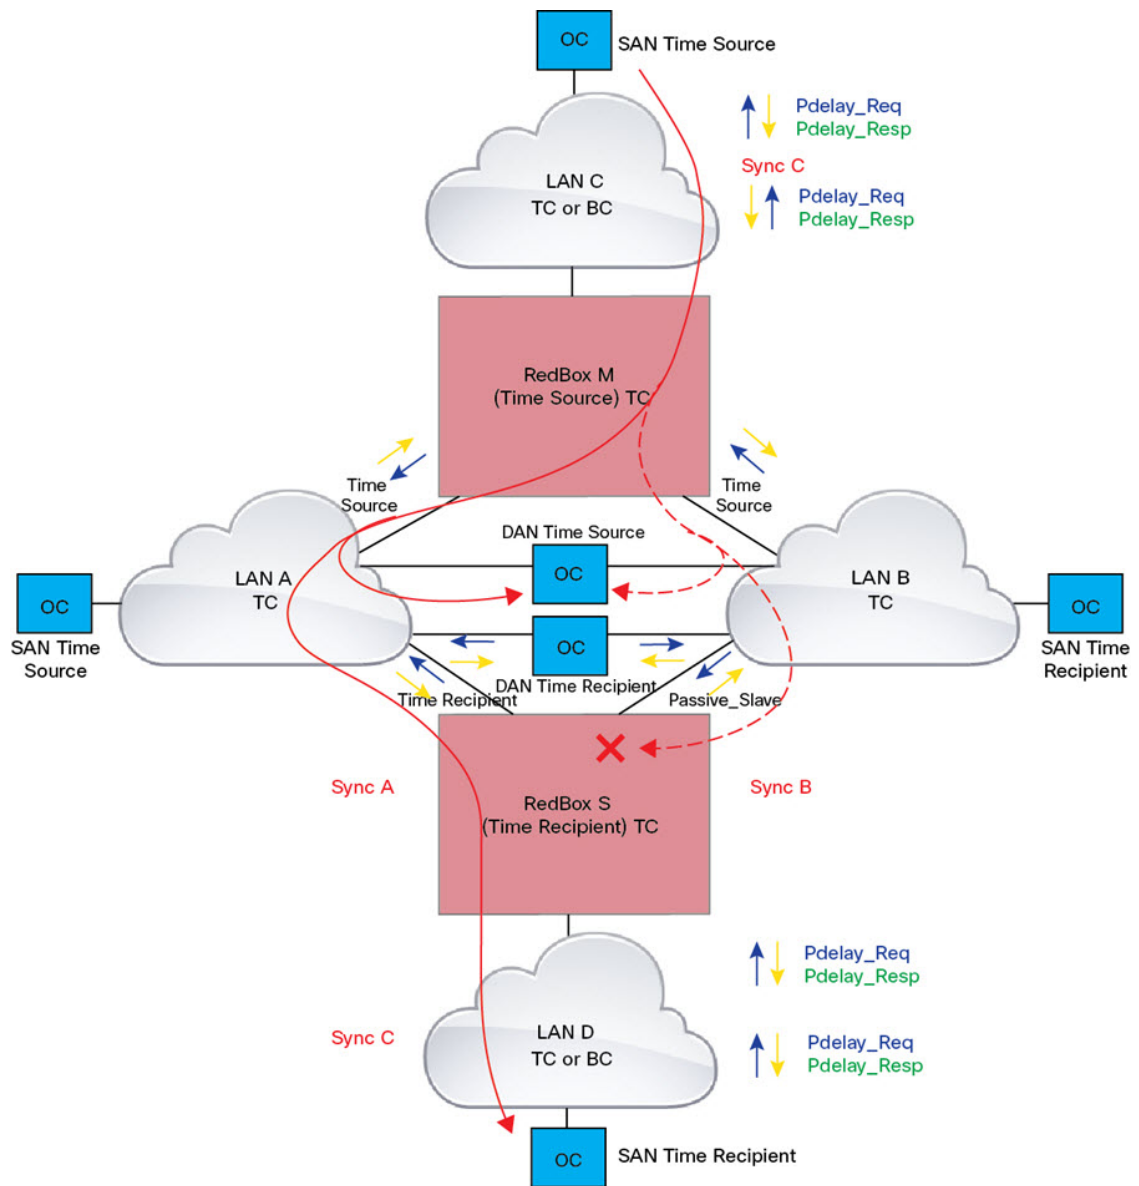 OC
SAN Time Source
Pdelay_Req
Pdelay_Resp
Sync C
Pdelay_Req
Pdelay_Resp
LAN C
TC or BC
RedBox M
(Time Source) TC
Time
Source
Time
Source
DAN Time Source
OC
LAN A
TC
LAN B
TC
OC
SAN Time
Source
OC
SAN Time
Recipient
OC
DAN Time Recipient
Time Recipient
Passive_Slave
Sync A
Sync B
RedBox S
(Time Recipient) TC
Pdelay_Req
Pdelay_Resp
Sync C
LAN D
TC or BC
Pdelay_Req
Pdelay_Resp
OC
SAN Time Recipient